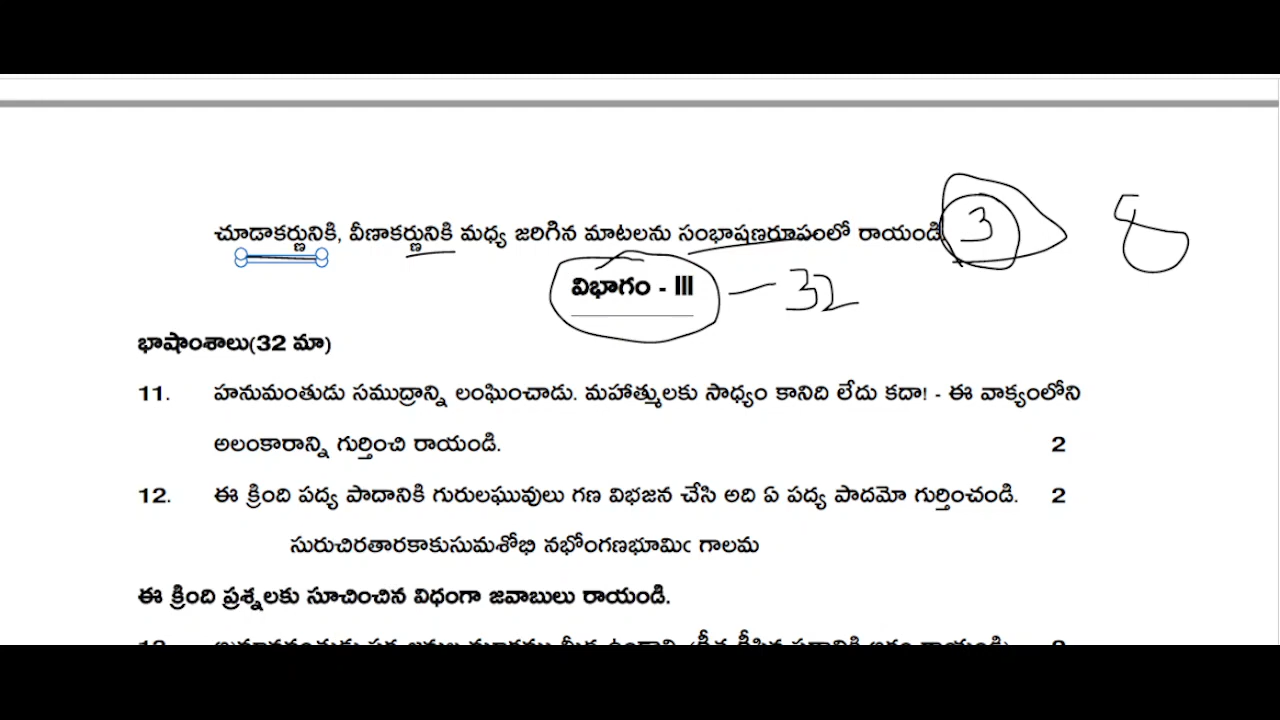 చూడాకర్ణునికి, వీణాకర్ణునికి మధ్య జరిగిన మాటలను సంభాషణరూపంలో రాయండి. 3 8
విభాగం - III - 32
భాషాంశాలు(32 మా)
11. హనుమంతుడు సముద్రాన్ని లంఘించాడు. మహాత్ములకు సాధ్యం కానిది లేదు కదా! - ఈ వాక్యంలోని
అలంకారాన్ని గుర్తించి రాయండి. 2
12. ఈ క్రింది పద్య పాదానికి గురులఘువులు గణ విభజన చేసి అది ఏ పద్య పాదమో గుర్తించండి. 2
సురుచిరతారకాకుసుమశోభి నభోంగణభూమిఁ గాలమ
ఈ క్రింది ప్రశ్నలకు సూచించిన విధంగా జవాబులు రాయండి.